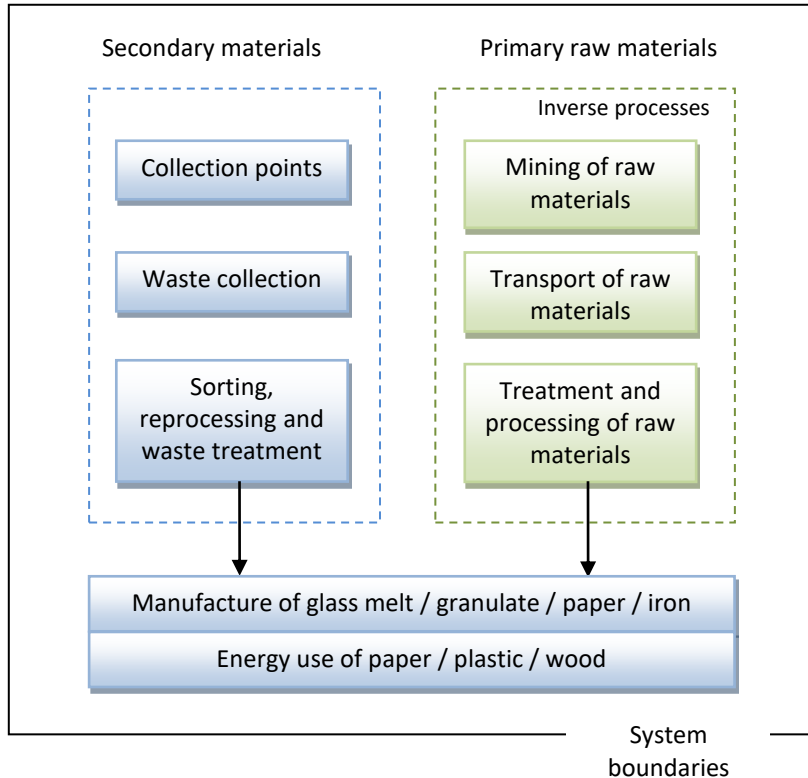 Secondary materials
Primary raw materials
Inverse processes
Collection points
Mining of raw
materials
Waste collection
Transport of raw
materials
Sorting,
reprocessing and
waste treatment
Treatment and
processing of raw
materials
Manufacture of glass melt / granulate / paper / iron
Energy use of paper / plastic / wood
System
boundaries